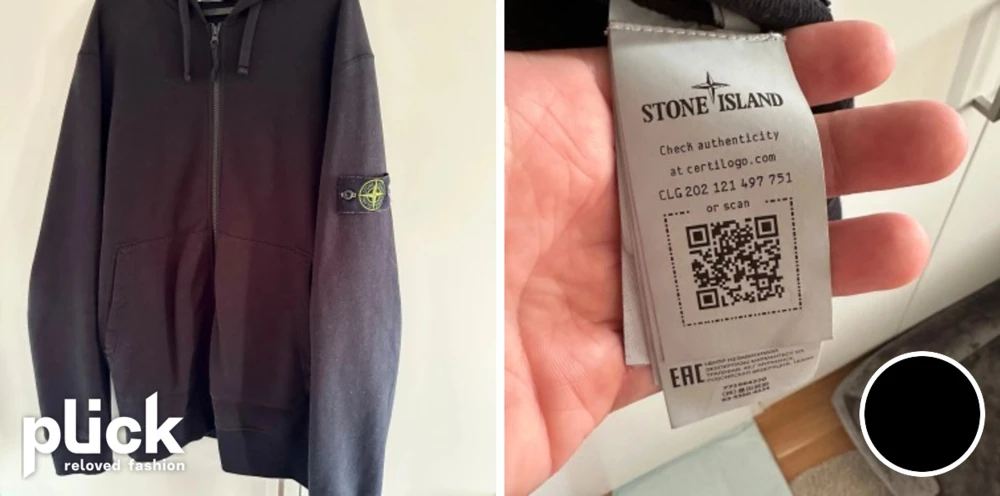 plick
reloved fashion
STONE ISLAND
Check authenticity
at certilogo.com
CLG 202 121 497 751
or scan
EAC